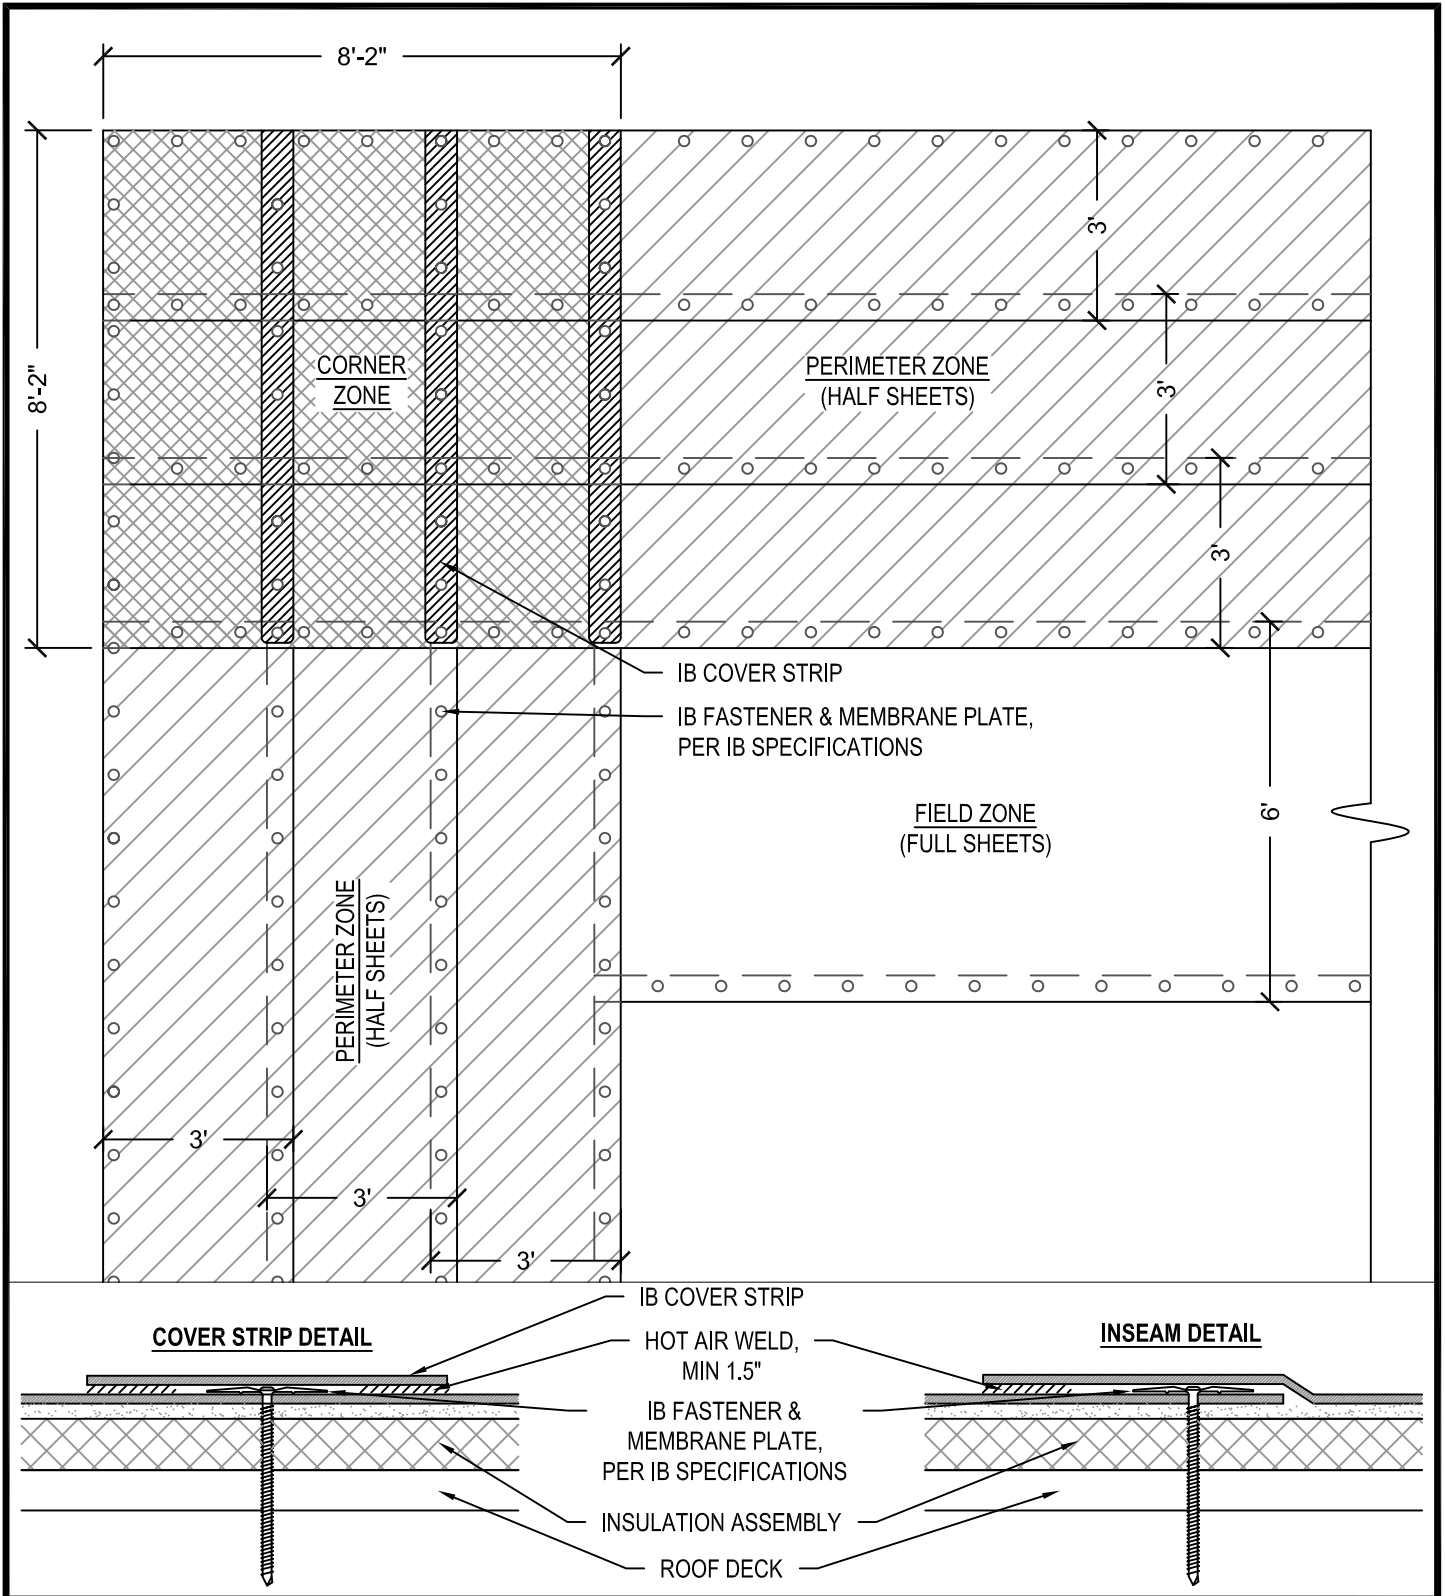 8'-2"
8'-2"
3'
3'
3'
CORNER
ZONE
PERIMETER ZONE
(HALF SHEETS)
IB COVER STRIP
IB FASTENER & MEMBRANE PLATE,
PER IB SPECIFICATIONS
FIELD ZONE
(FULL SHEETS)
6'
PERIMETER ZONE
(HALF SHEETS)
3'
3'
3'
COVER STRIP DETAIL
IB COVER STRIP
HOT AIR WELD,
MIN 1.5"
IB FASTENER &
MEMBRANE PLATE,
PER IB SPECIFICATIONS
INSULATION ASSEMBLY
ROOF DECK
INSEAM DETAIL